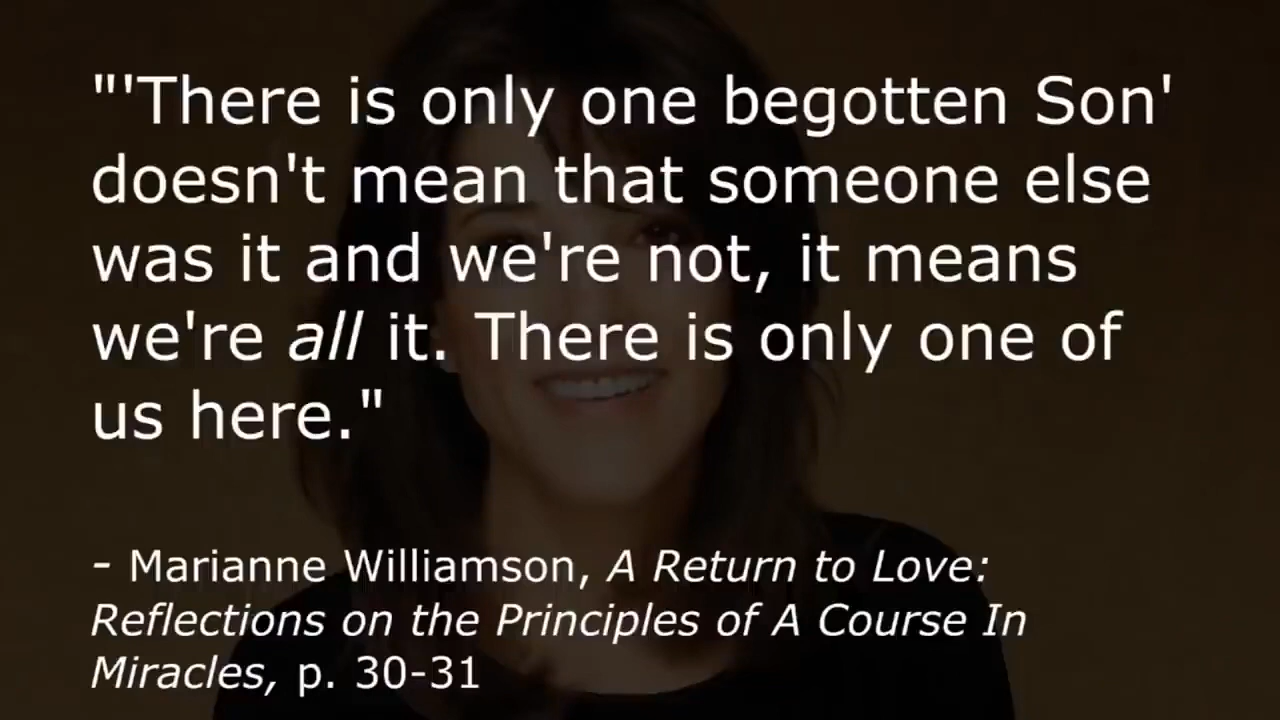 "'There is only one begotten Son'
doesn't mean that someone else
was it and we're not, it means
we're all it. There is only one of
us here."
- Marianne Williamson, A Return to Love:
Reflections on the Principles of A Course In
Miracles, p. 30-31